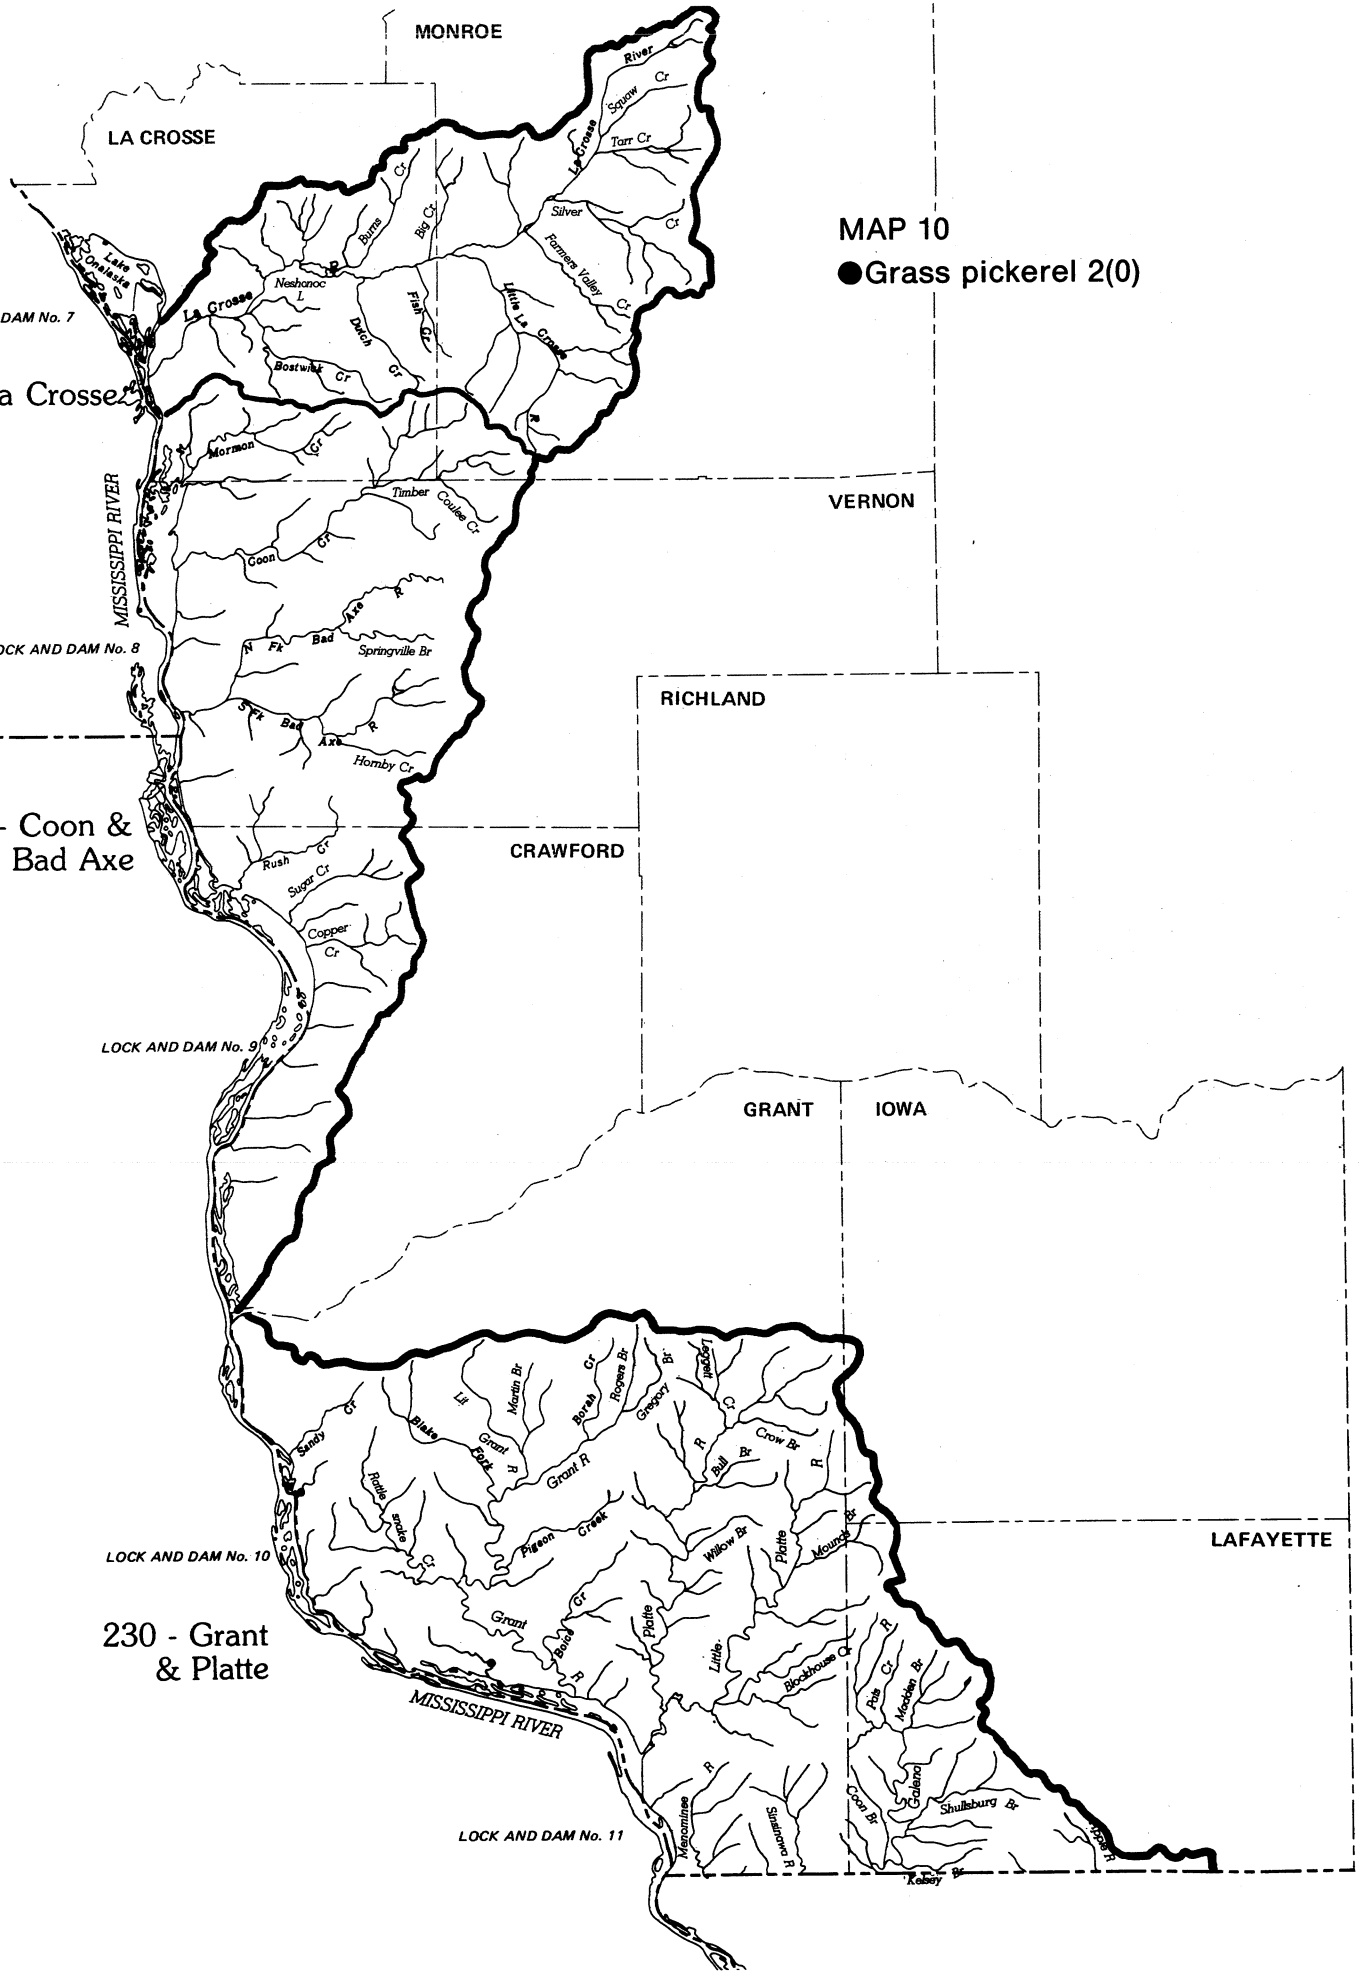 MONROE
LA CROSSE
River
Squaw Cr
La Crosse
Tarr Cr
MAP 10
Grass pickerel 2(0)
Burns Cr
Big Cr
Silver Cr
Farmers Valley Cr
Lake
Onalaska
Neshonoc
L
La Crosse R
Dutch Cr
Fish Cr
Little La Crosse R
Bostwick Cr
DAM No. 7
a Crosse
Mormon Cr
Timber Coulee Cr
VERNON
MISSISSIPPI RIVER
Coon Cr
N Fk Bad Axe R
Springville Br
OCK AND DAM No. 8
RICHLAND
S Fk Bad Axe R
Hornby Cr
- Coon &
Bad Axe
CRAWFORD
Rush Cr
Sugar Cr
Copper
Cr
LOCK AND DAM No. 9
GRANT
IOWA
Sandy Cr
Blake Fork
Lit Grant R
Martin Br
Borah Cr
Rogers Br
Gregory Br
Leggett Cr
Crow Br
Bull Br
R
R
Grant R
Rattle snake Cr
Pigeon Creek
Willow Br
Platte
Mounds Br
LAFAYETTE
LOCK AND DAM No. 10
230 - Grant
& Platte
Grant R
Boice Cr
Platte
Little
Blockhouse Cr
Pats Cr
Madden Br
R
MISSISSIPPI RIVER
Menominee R
Sinsinawa R
Coon Br
Galena
Shullsburg Br
Apple R
LOCK AND DAM No. 11
Kelsey Br